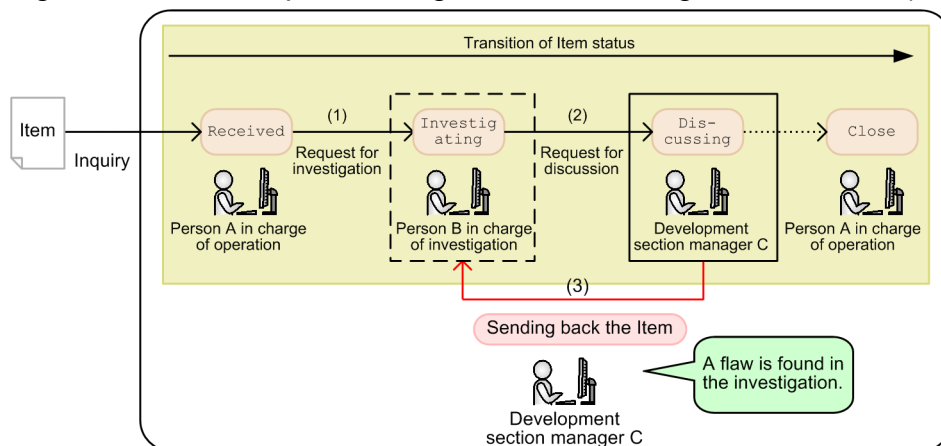 Transition of Item status
Item
Inquiry
Received
(1)
Request for
investigation
Investig
ating
(2)
Request for
discussion
Dis-
cussing
Close
Person A in charge
of operation
Person B in charge
of investigation
Development
section manager C
Person A in charge
of operation
(3)
Sending back the Item
A flaw is found in
the investigation.
Development
section manager C